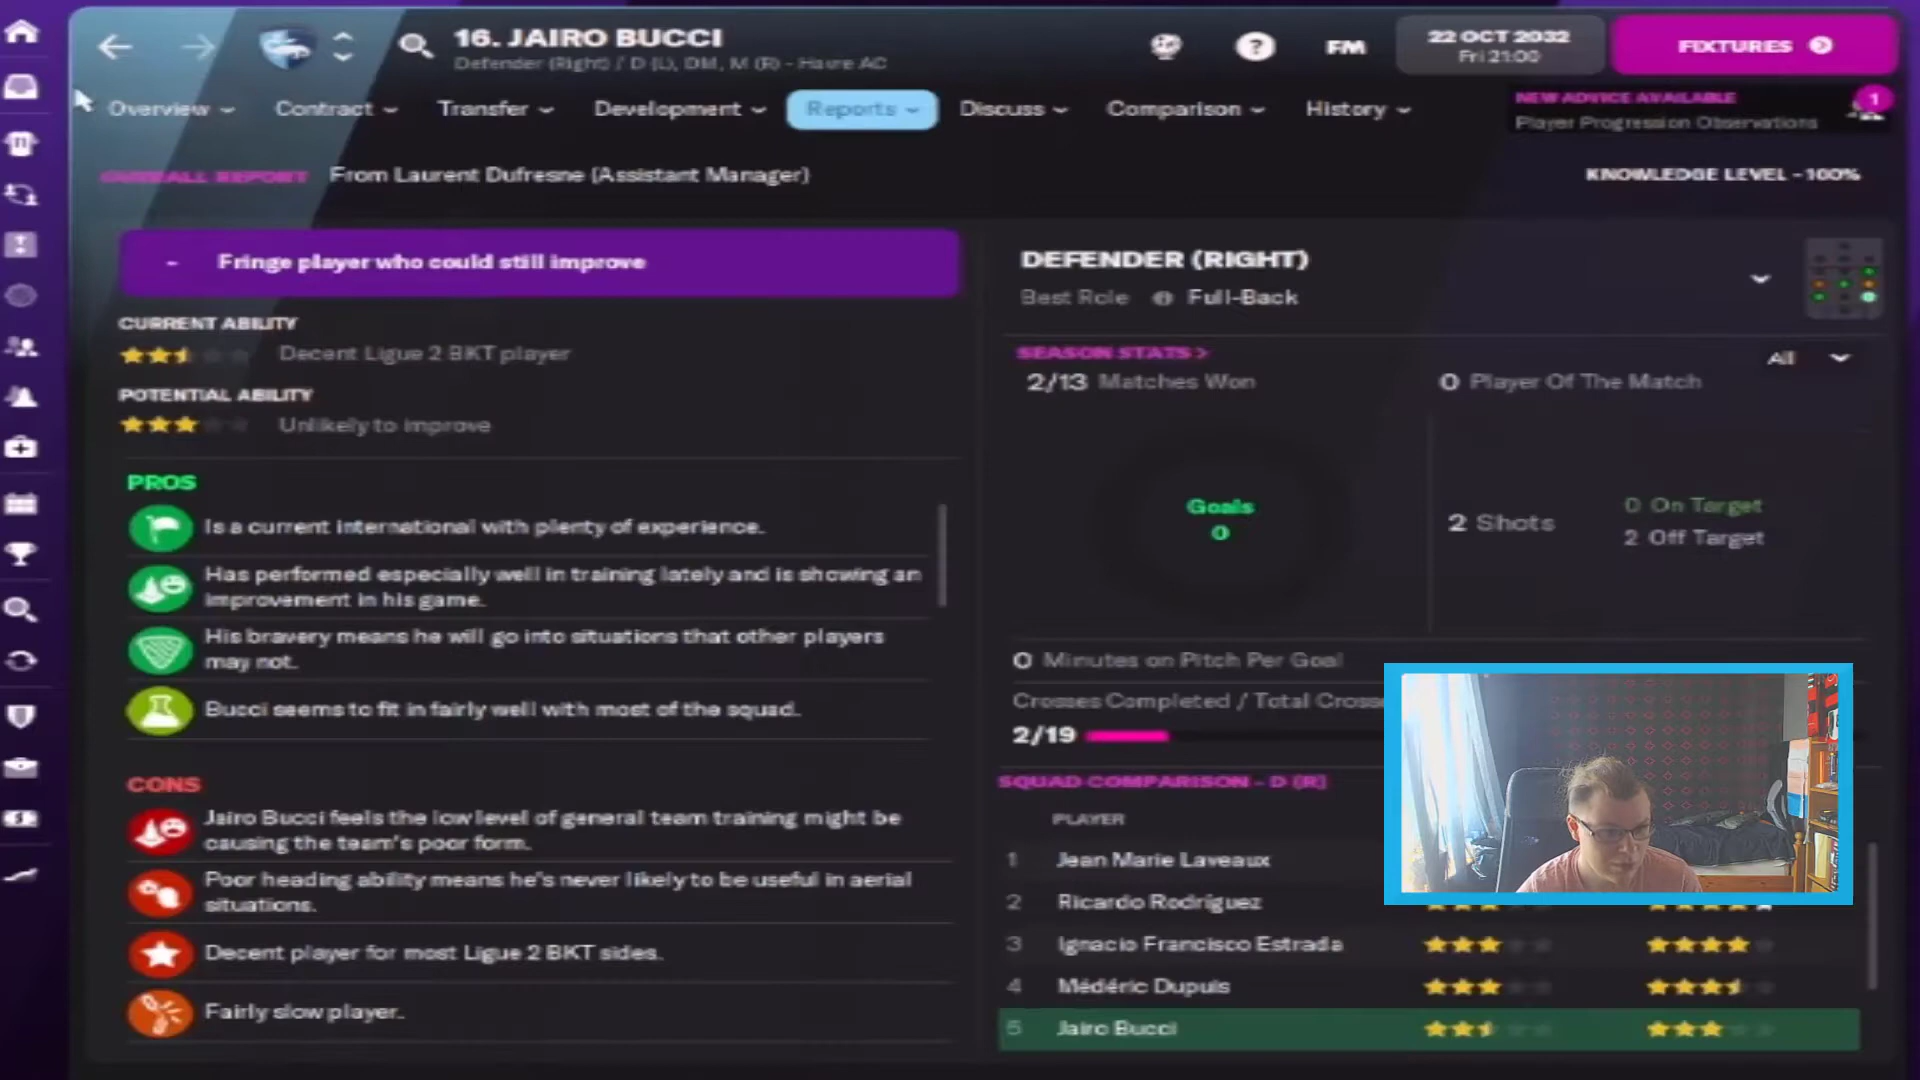 16. JAIRO BUCCI
Defender (Right) / D (L), DM, M (R) - Havre AC
FM
22 OCT 2032
Fri 21:00
FIXTURES
Overview
Contract
Transfer
Development
Reports
Discuss
Comparison
History
NEW ADVICE AVAILABLE
Player Progression Observations
1
OVERALL REPORT
From Laurent Dufresne (Assistant Manager)
KNOWLEDGE LEVEL - 100%
- Fringe player who could still improve
CURRENT ABILITY
Decent Ligue 2 BKT player
POTENTIAL ABILITY
Unlikely to improve
PROS
Is a current international with plenty of experience.
Has performed especially well in training lately and is showing an
improvement in his game.
His bravery means he will go into situations that other players
may not.
Bucci seems to fit in fairly well with most of the squad.
CONS
Jairo Bucci feels the low level of general team training might be
causing the team's poor form.
Poor heading ability means he's never likely to be useful in aerial
situations.
Decent player for most Ligue 2 BKT sides.
Fairly slow player.
DEFENDER (RIGHT)
Best Role Full-Back
SEASON STATS >
All
2/13 Matches Won
0 Player Of The Match
Goals
0
2 Shots
0 On Target
2 Off Target
0 Minutes on Pitch Per Goal
Crosses Completed / Total Crosse
2/19
SQUAD COMPARISON - D (R)
PLAYER
1 Jean Marie Laveaux
2 Ricardo Rodríguez
3 Ignacio Francisco Estrada
4 Médéric Dupuis
5 Jairo Bucci